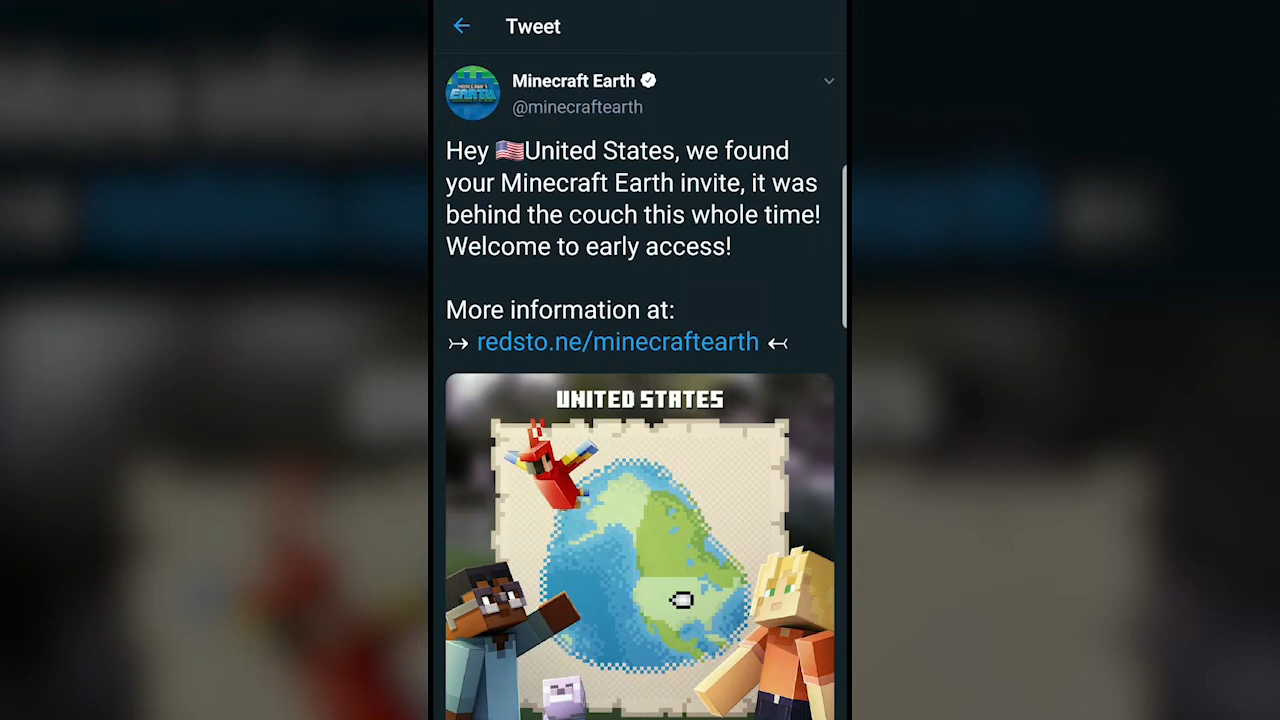 Tweet
Minecraft Earth
@minecraftearth
Hey 🇺🇸United States, we found
your Minecraft Earth invite, it was
behind the couch this whole time!
Welcome to early access!
More information at:
↣ redsto.ne/minecraftearth ↢
UNITED STATES